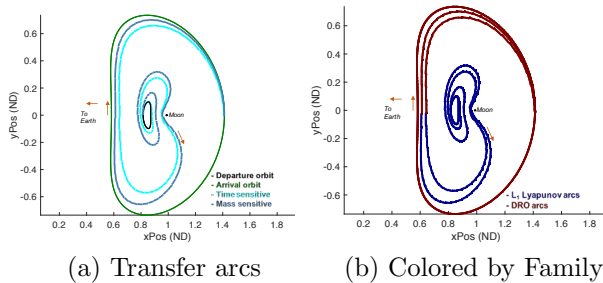 yPos (ND)
0.6
0.4
0.2
0
-0.2
-0.4
-0.6
To
Earth
Moon
- Departure orbit
- Arrival orbit
- Time sensitive
- Mass sensitive
0.2 0.4 0.6 0.8 1 1.2 1.4 1.6 1.8
xPos (ND)
(a) Transfer arcs
yPos (ND)
0.6
0.4
0.2
0
-0.2
-0.4
-0.6
To
Earth
Moon
- L₁ Lyapunov arcs
- DRO arcs
0.2 0.4 0.6 0.8 1 1.2 1.4 1.6 1.8
xPos (ND)
(b) Colored by Family